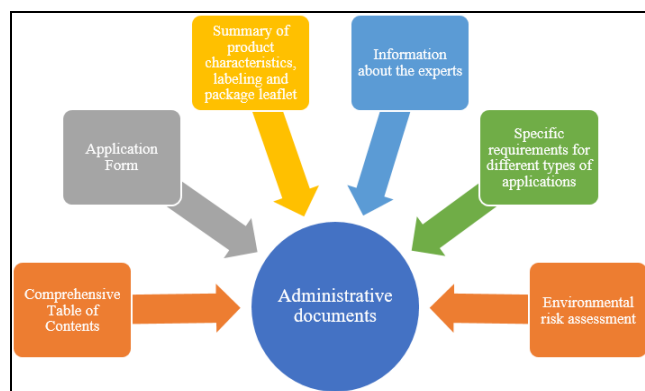 Summary of
product
characteristics,
labeling and
package leaflet
Information
about the experts
Application
Form
Specific
requirements for
different types of
applications
Comprehensive
Table of
Contents
Administrative
documents
Environmental
risk assessment